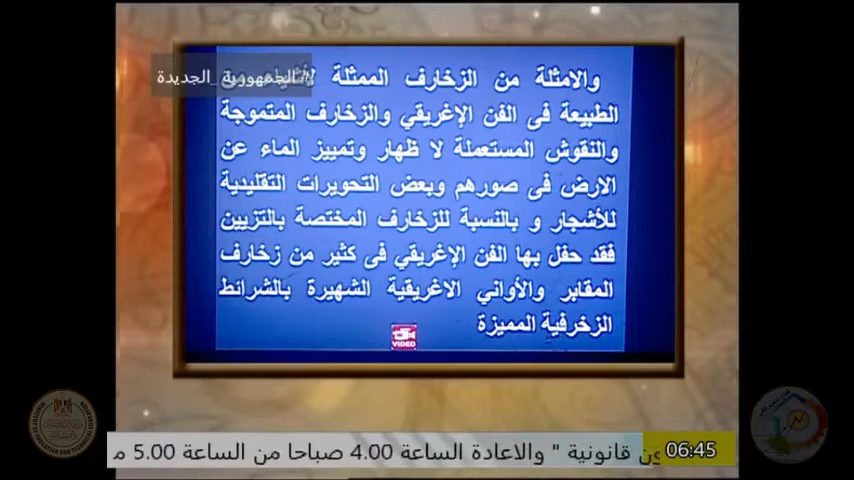 #الجمهورية_الجديدة
والامثلة من الزخارف الممثلة لأشياء من
الطبيعة فى الفن الإغريقي والزخارف المتموجة
والنقوش المستعملة لا ظهار وتمييز الماء عن
الارض فى صورهم وبعض التحويرات التقليدية
للأشجار و بالنسبة للزخارف المختصة بالتزيين
فقد حفل بها الفن الإغريقي فى كثير من زخارف
المقابر والأواني الاغريقية الشهيرة بالشرائط
الزخرفية المميزة
VIDEO
ون قانونية " والاعادة الساعة 4.00 صباحا من الساعة 5.00 م
06:45